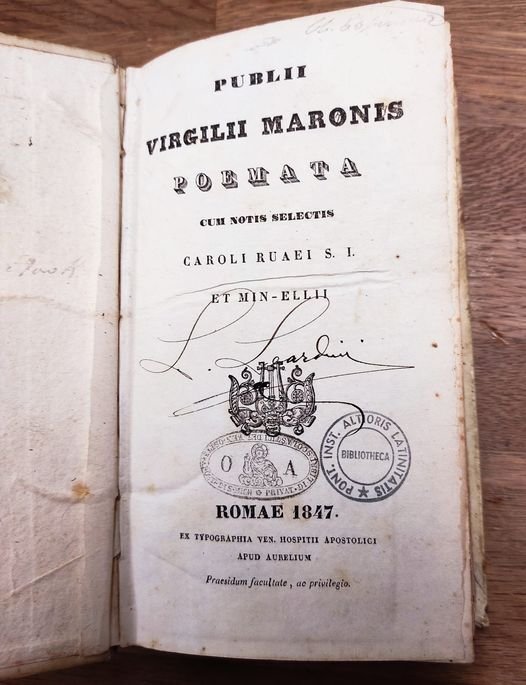 PUBLII
VIRGILII MARONIS
POEMATA
CUM NOTIS SELECTIS
CAROLI RUAEI S. I.
ET MIN-ELLII
O A
PRIVAT.
PONT. INST. ALTIORIS LATINITATIS
BIBLIOTHECA
ROMAE 1847.
EX TYPOGRAPHIA VEN. HOSPITII APOSTOLICI
APUD AURELIUM
Praesidum facultate, ac privilegio.